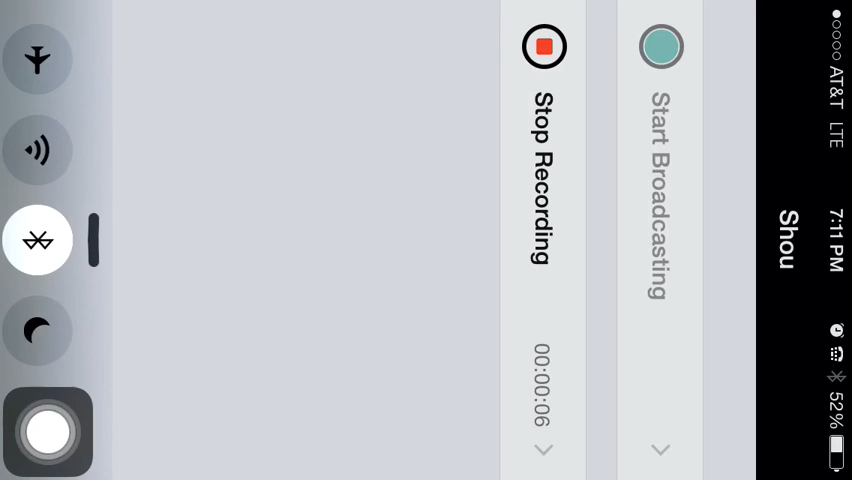 AT&T LTE 7:11 PM 52%
Shou
Start Broadcasting
Stop Recording 00:00:06